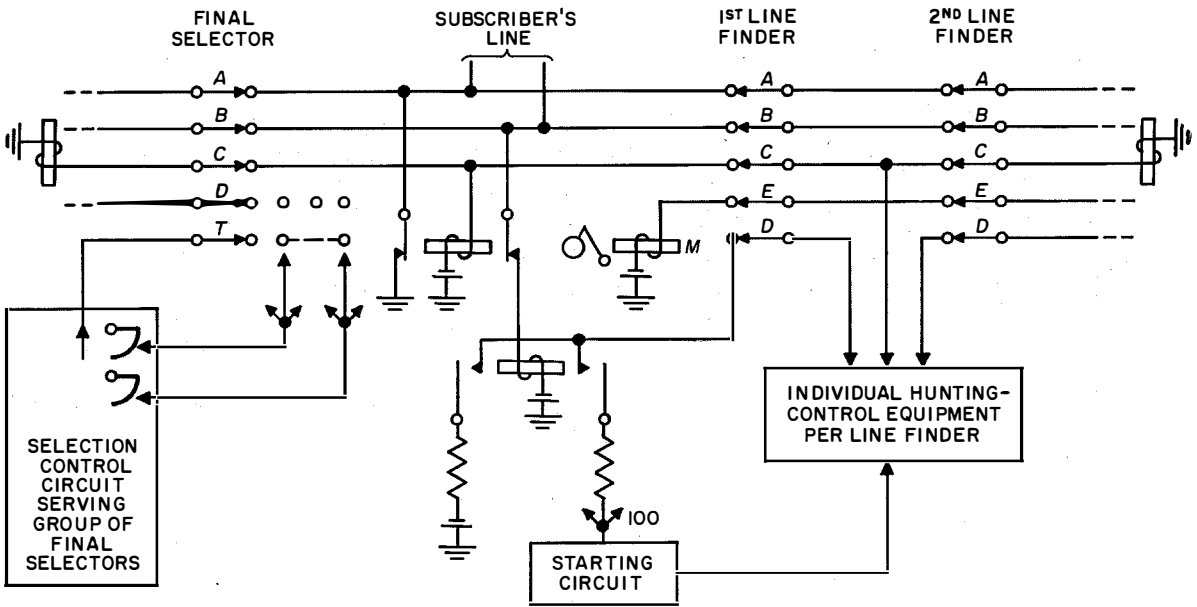 FINAL
SELECTOR
SUBSCRIBER'S
LINE
1ST LINE
FINDER
2ND LINE
FINDER
A
B
C
D
T
A
B
C
E
D
A
B
C
E
D
M
SELECTION
CONTROL
CIRCUIT
SERVING
GROUP OF
FINAL
SELECTORS
100
STARTING
CIRCUIT
INDIVIDUAL HUNTING-
CONTROL EQUIPMENT
PER LINE FINDER